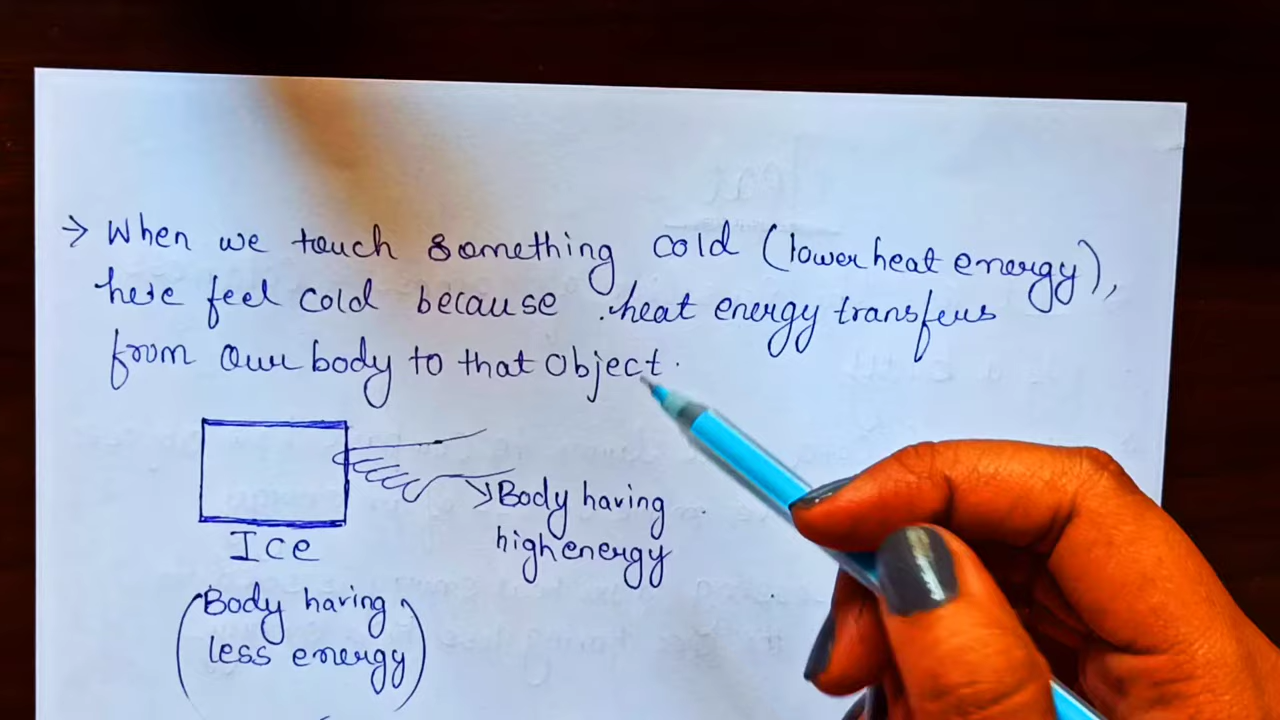 → When we touch something cold (lower heat energy),
here feel cold because heat energy transfers
from our body to that object.
→ Body having
high energy
Ice
(Body having
less energy)